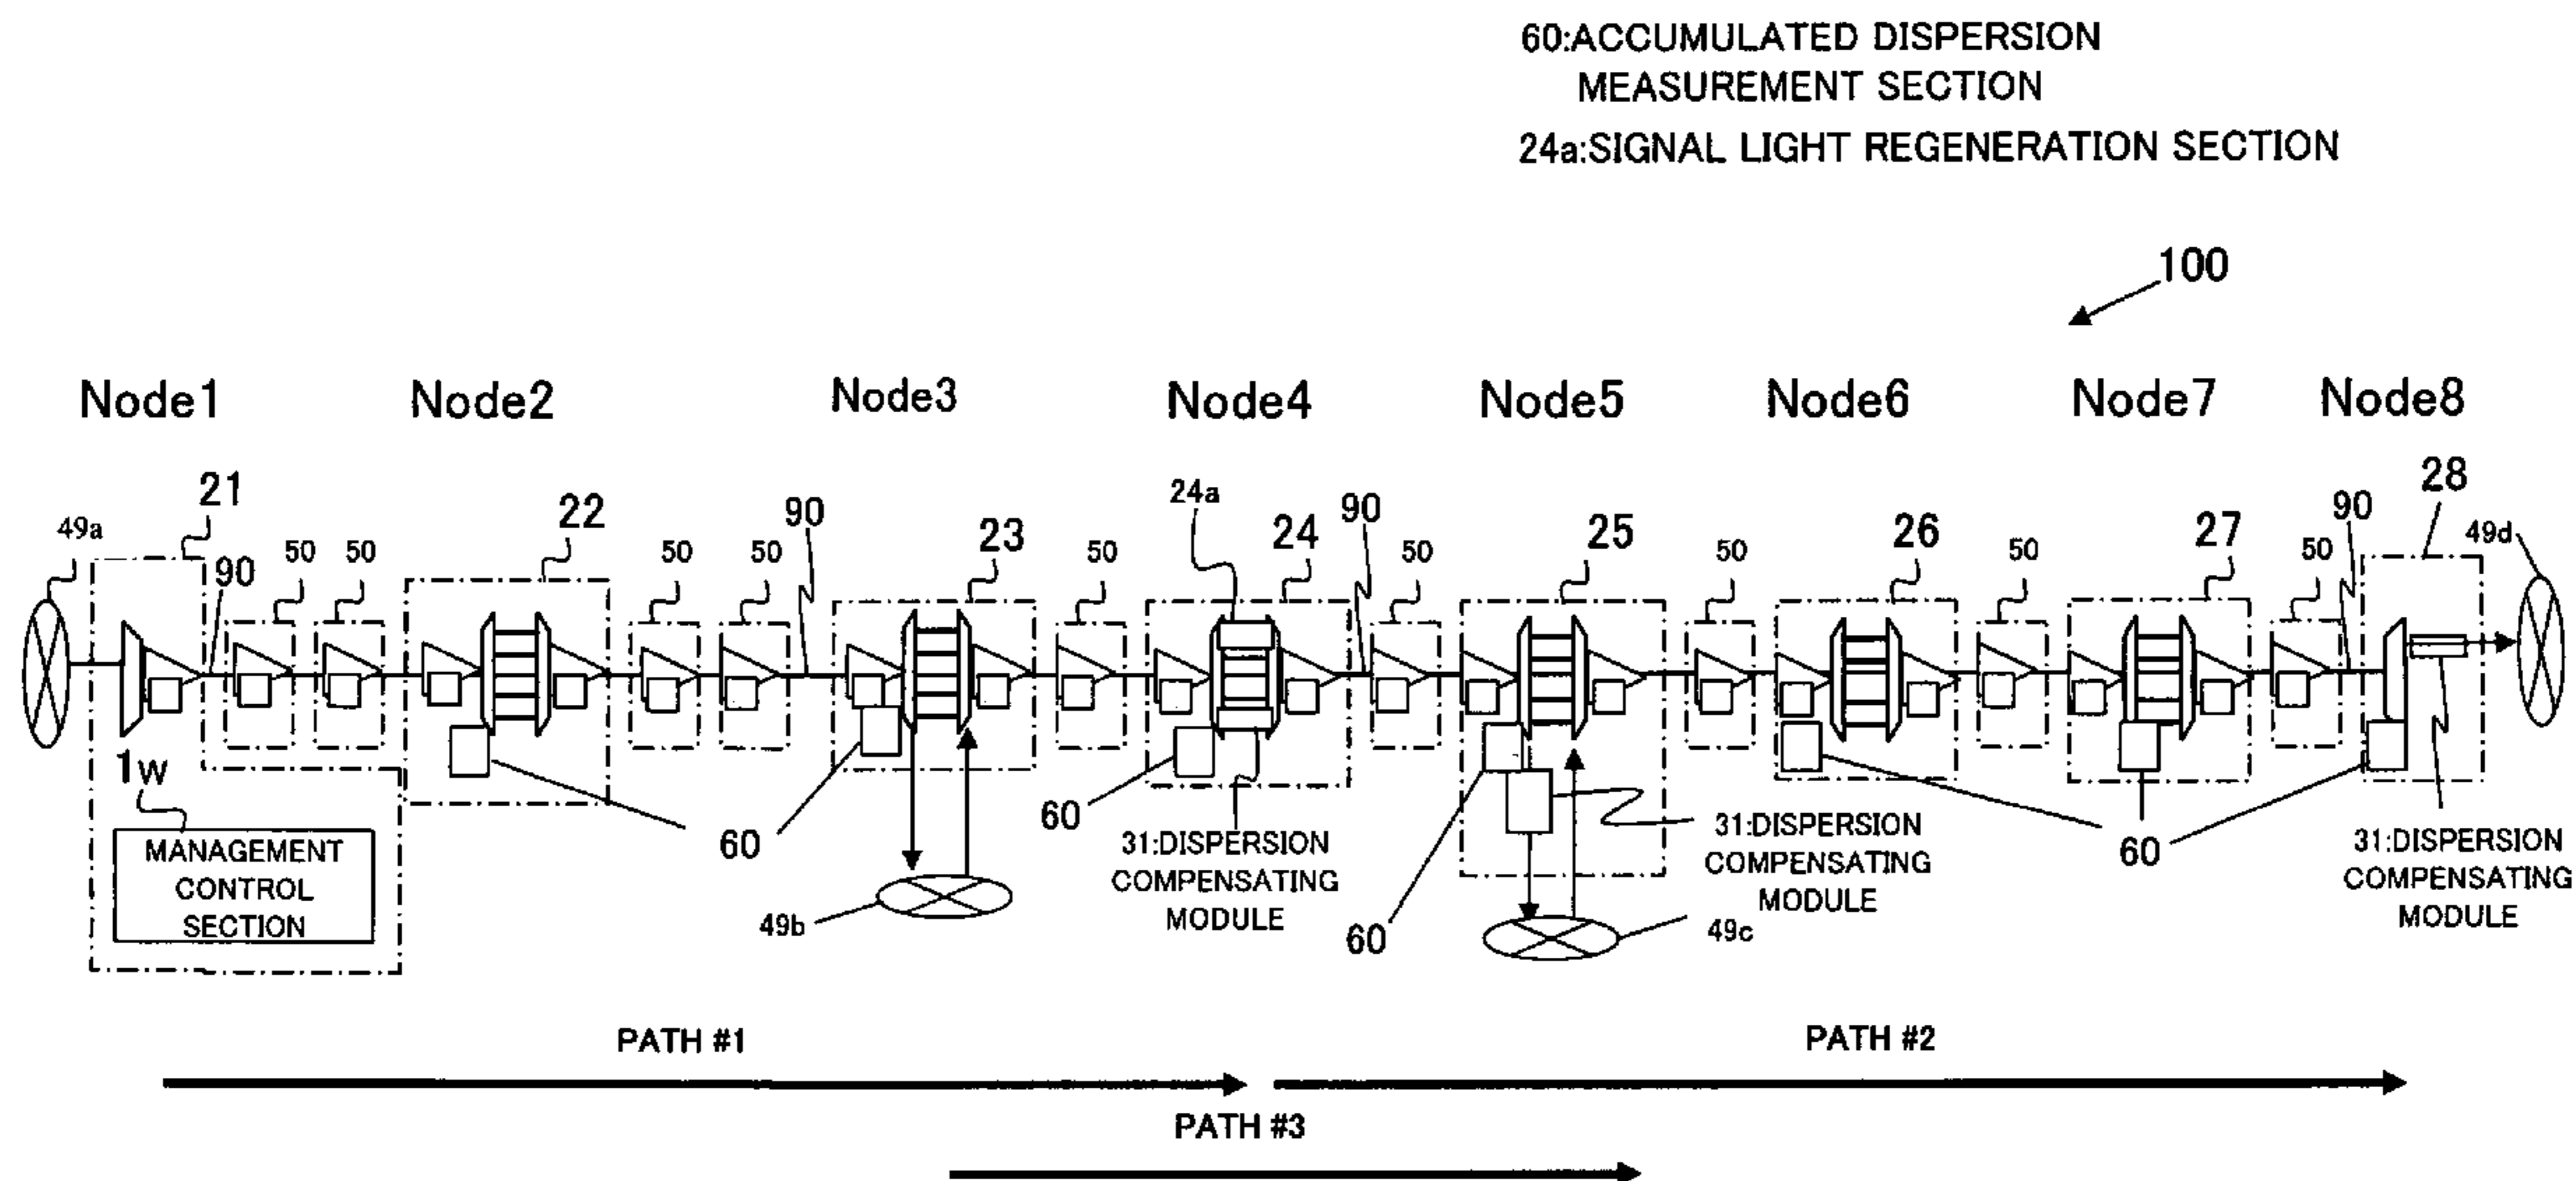 60:ACCUMULATED DISPERSION
MEASUREMENT SECTION
24a:SIGNAL LIGHT REGENERATION SECTION
100
Node1 Node2 Node3 Node4 Node5 Node6 Node7 Node8
49a 21 90 50 50 22 50 50 90 23 50 24a 24 90 50 25 50 26 50 27 50 90 28 49d
1w
MANAGEMENT
CONTROL
SECTION
60
49b
60
31:DISPERSION
COMPENSATING
MODULE
60
31:DISPERSION
COMPENSATING
MODULE
49c
60
31:DISPERSION
COMPENSATING
MODULE
PATH #1
PATH #2
PATH #3